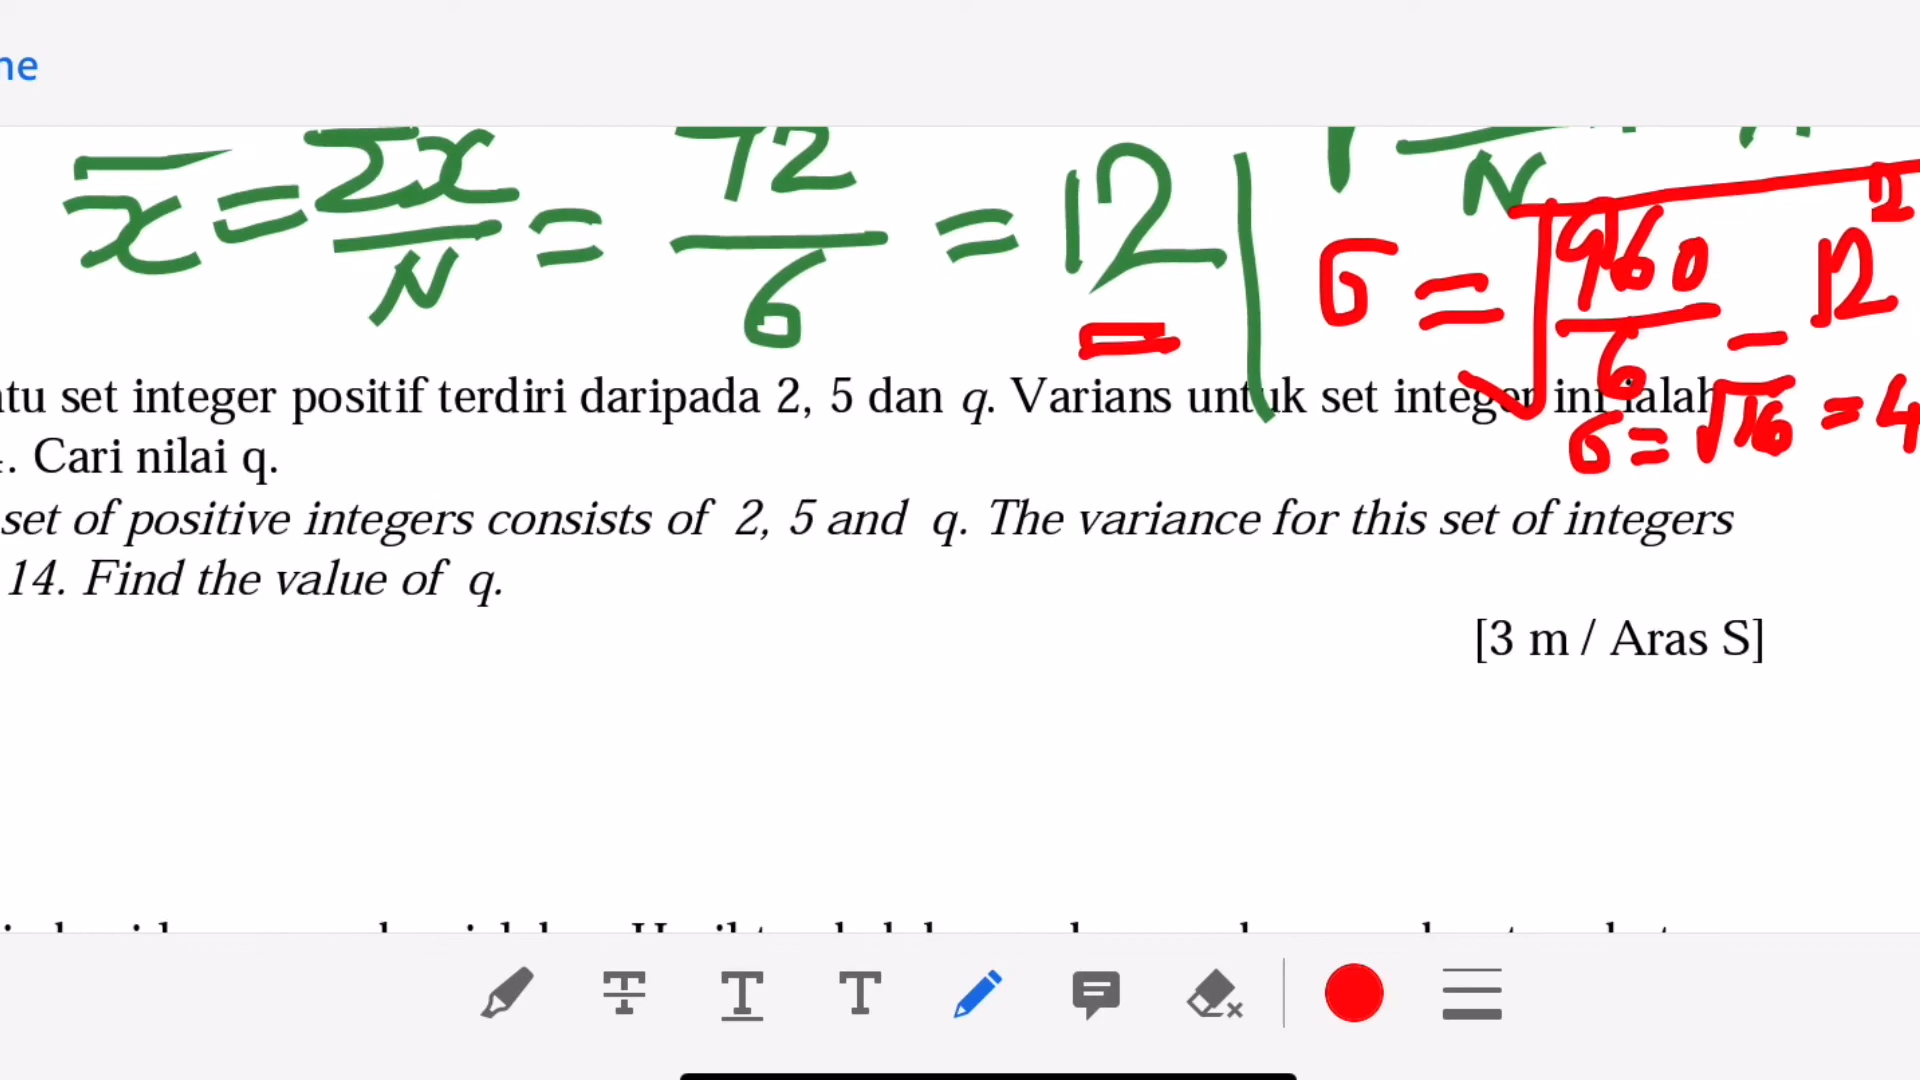 ne
x̄ = Σx/N = 72/6 = 12
N
σ = √960/6 - 12²
σ = √16 = 4
tu set integer positif terdiri daripada 2, 5 dan q. Varians untuk set integer ini ialah
. Cari nilai q.
set of positive integers consists of 2, 5 and q. The variance for this set of integers
14. Find the value of q.
[3 m / Aras S]